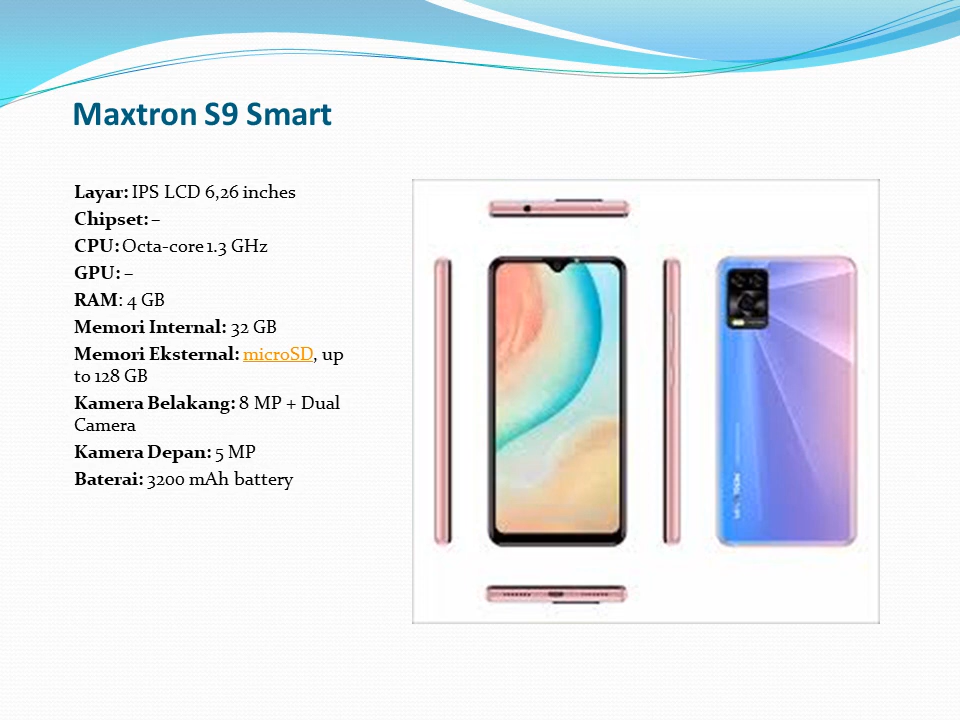 Maxtron S9 Smart
Layar: IPS LCD 6,26 inches
Chipset: –
CPU: Octa-core 1.3 GHz
GPU: –
RAM: 4 GB
Memori Internal: 32 GB
Memori Eksternal: microSD, up
to 128 GB
Kamera Belakang: 8 MP + Dual
Camera
Kamera Depan: 5 MP
Baterai: 3200 mAh battery